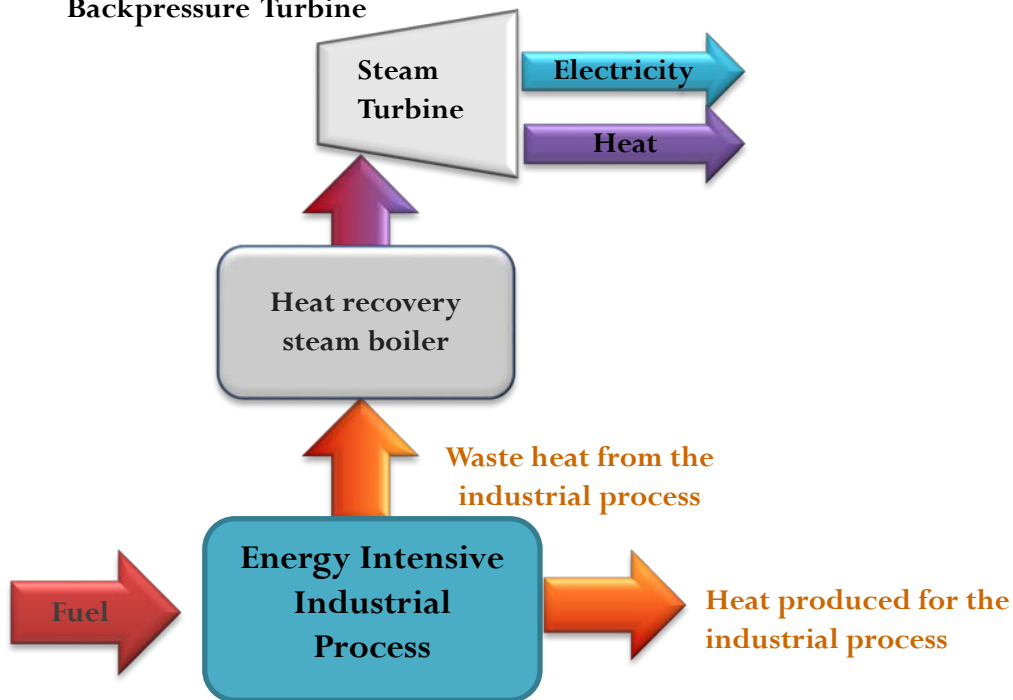 Backpressure Turbine
Steam
Turbine
Electricity
Heat
Heat recovery
steam boiler
Waste heat from the
industrial process
Energy Intensive
Industrial
Process
Fuel
Heat produced for the
industrial process